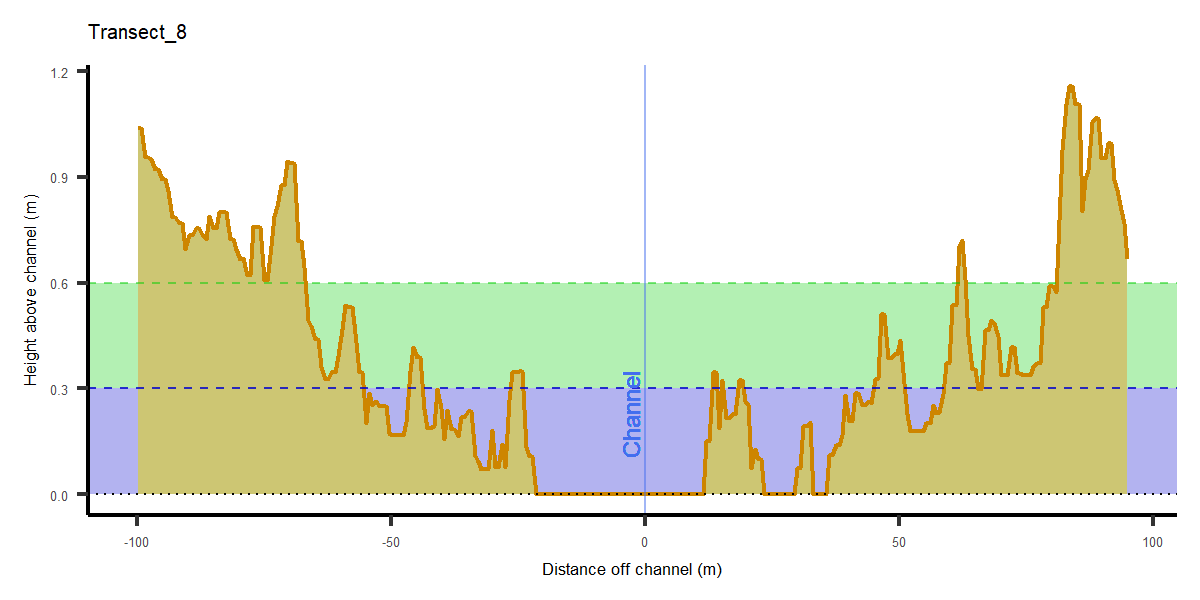 Transect_8
Height above channel (m)
1.2
0.9
0.6
0.3
0.0
Channel
-100
-50
0
50
100
Distance off channel (m)